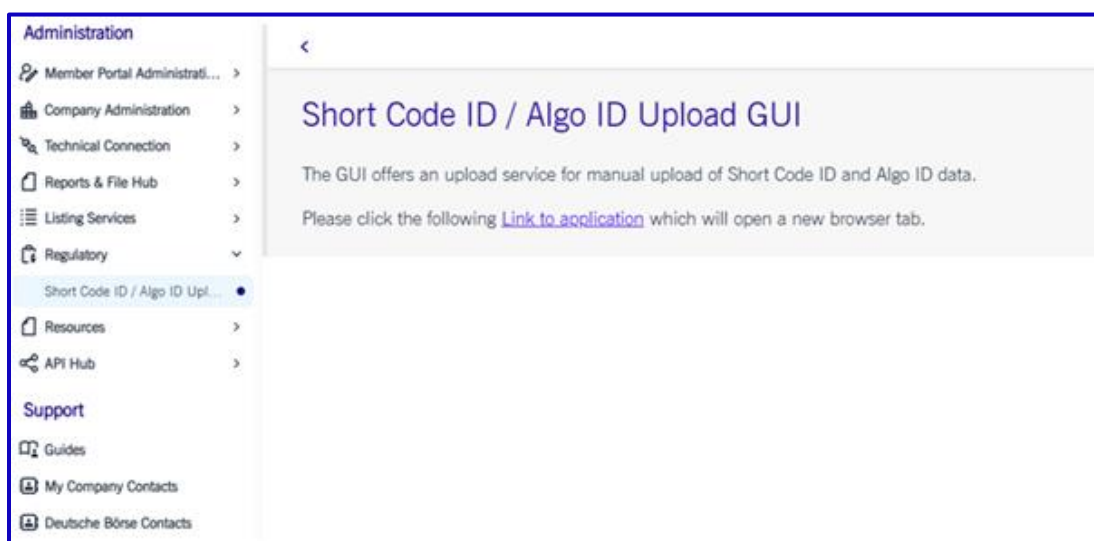 Administration
Member Portal Administrati...
Company Administration
Technical Connection
Reports & File Hub
Listing Services
Regulatory
Short Code ID / Algo ID Upl...
Resources
API Hub
Support
Guides
My Company Contacts
Deutsche Börse Contacts
Short Code ID / Algo ID Upload GUI
The GUI offers an upload service for manual upload of Short Code ID and Algo ID data.
Please click the following Link to application which will open a new browser tab.